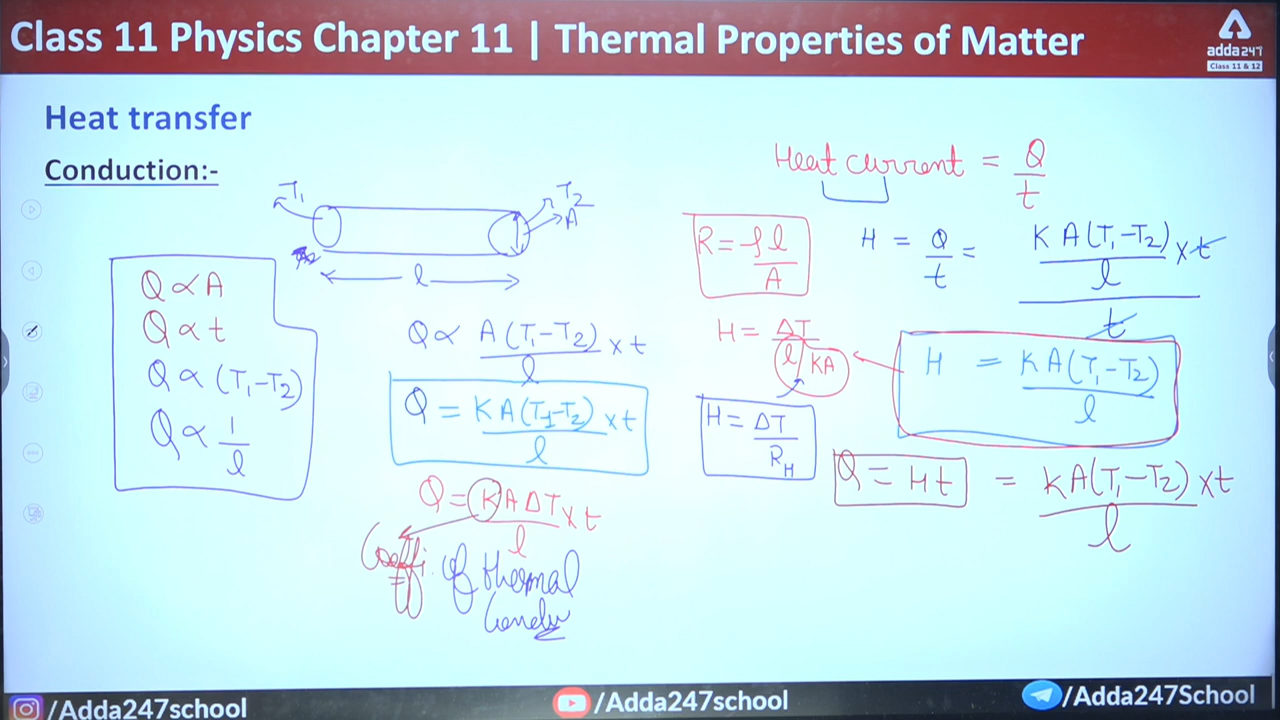 Class 11 Physics Chapter 11 | Thermal Properties of Matter
adda247
Class 11 & 12
Heat transfer
Conduction:-
T₁
T₂
A
l
Q ∝ A
Q ∝ t
Q ∝ (T₁-T₂)
Q ∝ 1/l
Q ∝ A(T₁-T₂)/l × t
Q = KA(T₁-T₂)/l × t
Q = KAΔT/l × t
Coeffi. of thermal
Heat current = Q/t
R = ρl/A
H = Q/t = KA(T₁-T₂)/l × t / t
H = ΔT/(l/KA)
H = KA(T₁-T₂)/l
H = ΔT/R_H
Q = Ht = KA(T₁-T₂)/l × t
/Adda247school
/Adda247school
/Adda247School